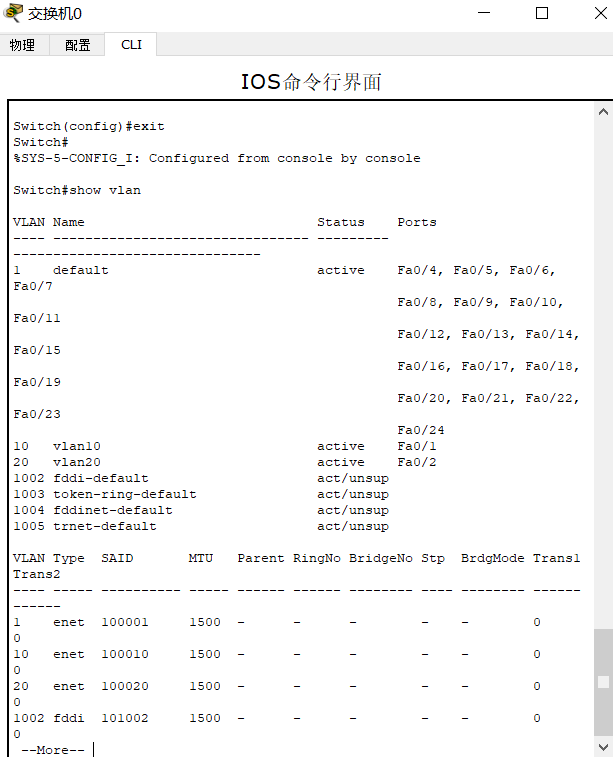 交换机0
物理 配置 CLI
IOS命令行界面
Switch(config)#exit
Switch#
%SYS-5-CONFIG_I: Configured from console by console
Switch#show vlan
VLAN Name                             Status    Ports
---- -------------------------------- ---------
-------------------------------
1    default                          active    Fa0/4, Fa0/5, Fa0/6,
Fa0/7
                                                Fa0/8, Fa0/9, Fa0/10,
Fa0/11
                                                Fa0/12, Fa0/13, Fa0/14,
Fa0/15
                                                Fa0/16, Fa0/17, Fa0/18,
Fa0/19
                                                Fa0/20, Fa0/21, Fa0/22,
Fa0/23
                                                Fa0/24
10   vlan10                           active    Fa0/1
20   vlan20                           active    Fa0/2
1002 fddi-default                     act/unsup
1003 token-ring-default               act/unsup
1004 fddinet-default                  act/unsup
1005 trnet-default                    act/unsup
VLAN Type  SAID       MTU   Parent RingNo BridgeNo Stp  BrdgMode Trans1
Trans2
---- ----- ---------- ----- ------ ------ -------- ---- -------- ------
------
1    enet  100001     1500  -      -      -        -    -        0
0
10   enet  100010     1500  -      -      -        -    -        0
0
20   enet  100020     1500  -      -      -        -    -        0
0
1002 fddi  101002     1500  -      -      -        -    -        0
0
 --More--